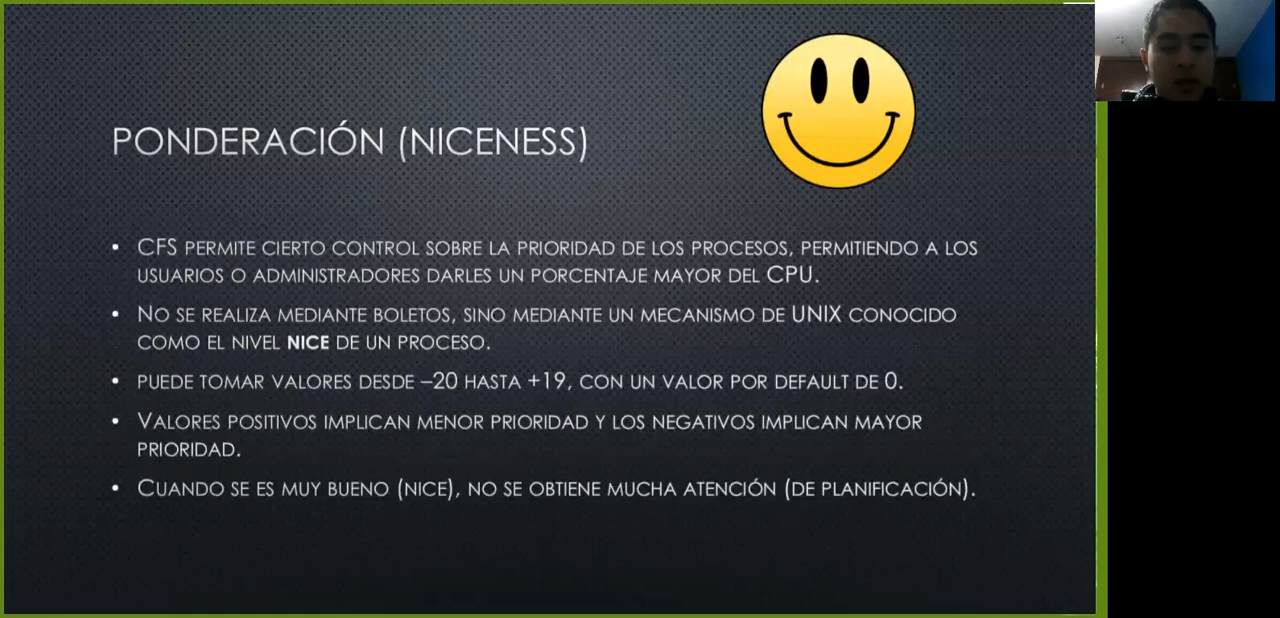 PONDERACIÓN (NICENESS)
• CFS PERMITE CIERTO CONTROL SOBRE LA PRIORIDAD DE LOS PROCESOS, PERMITIENDO A LOS
USUARIOS O ADMINISTRADORES DARLES UN PORCENTAJE MAYOR DEL CPU.
• NO SE REALIZA MEDIANTE BOLETOS, SINO MEDIANTE UN MECANISMO DE UNIX CONOCIDO
COMO EL NIVEL NICE DE UN PROCESO.
• PUEDE TOMAR VALORES DESDE –20 HASTA +19, CON UN VALOR POR DEFAULT DE 0.
• VALORES POSITIVOS IMPLICAN MENOR PRIORIDAD Y LOS NEGATIVOS IMPLICAN MAYOR
PRIORIDAD.
• CUANDO SE ES MUY BUENO (NICE), NO SE OBTIENE MUCHA ATENCIÓN (DE PLANIFICACIÓN).